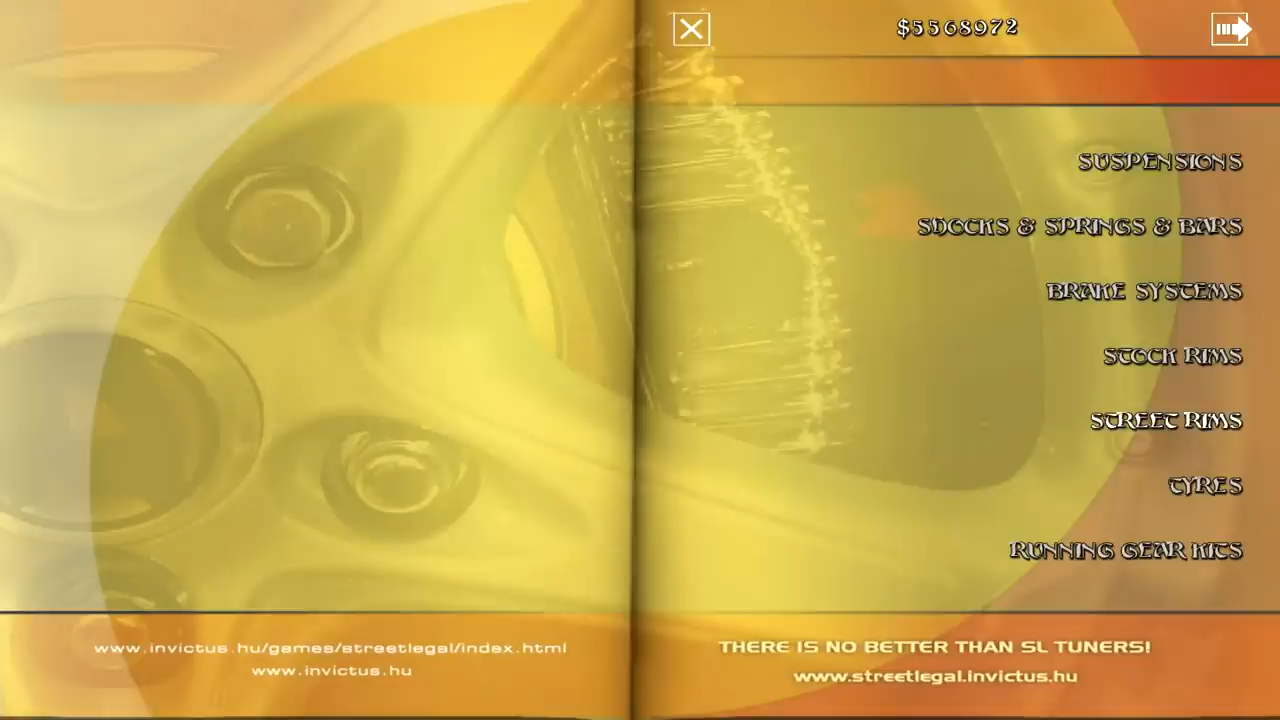 $5568972
SUSPENSIONS
SHOCKS & SPRINGS & BARS
BRAKE SYSTEMS
STOCK RIMS
STREET RIMS
TYRES
RUNNING GEAR KITS
www.invictus.hu/games/streetlegal/index.html
www.invictus.hu
THERE IS NO BETTER THAN SL TUNERS!
www.streetlegal.invictus.hu